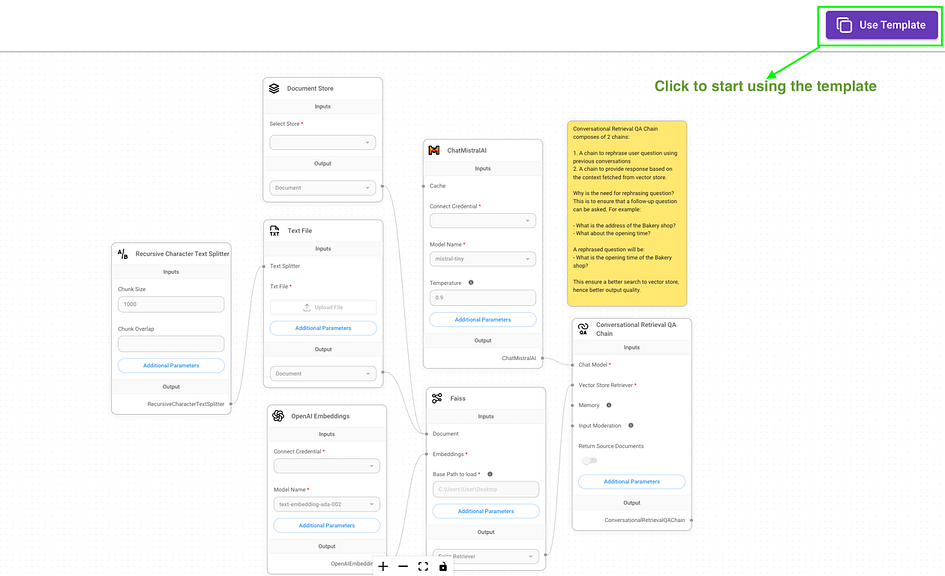 Use Template
Click to start using the template
Document Store
Inputs
Select Store *
Output
Document
ChatMistralAI
Inputs
Cache
Connect Credential *
Model Name *
mistral-tiny
Temperature
0.9
Additional Parameters
Output
ChatMistralAI
Conversational Retrieval QA Chain
composes of 2 chains:
1. A chain to rephrase user question using
previous conversations
2. A chain to provide response based on
the context fetched from vector store.
Why is the need for rephrasing question?
This is to ensure that a follow-up question
can be asked. For example:
- What is the address of the Bakery shop?
- What about the opening time?
A rephrased question will be:
- What is the opening time of the Bakery
shop?
This ensure a better search to vector store,
hence better output quality.
Text File
Inputs
Text Splitter
Txt File *
Upload File
Additional Parameters
Output
Document
Recursive Character Text Splitter
Inputs
Chunk Size
1000
Chunk Overlap
Additional Parameters
Output
RecursiveCharacterTextSplitter
Conversational Retrieval QA
Chain
Inputs
Chat Model *
Vector Store Retriever *
Memory
Input Moderation
Return Source Documents
Additional Parameters
Output
ConversationalRetrievalQAChain
OpenAI Embeddings
Inputs
Connect Credential *
Model Name *
text-embedding-ada-002
Additional Parameters
Output
Faiss
Inputs
Document
Embeddings *
Base Path to load *
C:\Users\User\Desktop
Additional Parameters
Output
Faiss Retriever